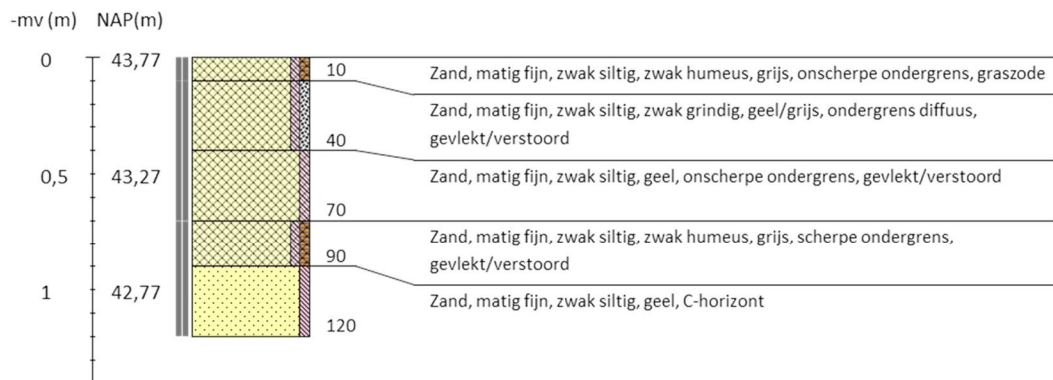 -mv (m) NAP(m)
0 43,77
10 Zand, matig fijn, zwak siltig, zwak humeus, grijs, onscherpe ondergrens, graszode
Zand, matig fijn, zwak siltig, zwak grindig, geel/grijs, ondergrens diffuus,
40 gevlekt/verstoord
0,5 43,27 Zand, matig fijn, zwak siltig, geel, onscherpe ondergrens, gevlekt/verstoord
70
Zand, matig fijn, zwak siltig, zwak humeus, grijs, scherpe ondergrens,
90 gevlekt/verstoord
1 42,77 Zand, matig fijn, zwak siltig, geel, C-horizont
120